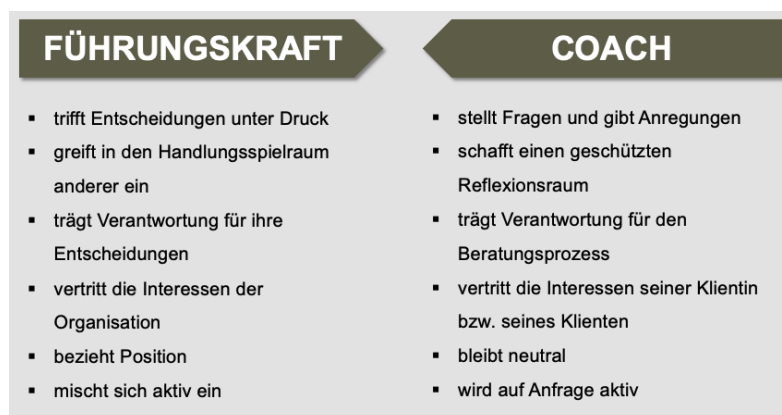 FÜHRUNGSKRAFT
trifft Entscheidungen unter Druck
greift in den Handlungsspielraum
anderer ein
trägt Verantwortung für ihre
Entscheidungen
vertritt die Interessen der
Organisation
bezieht Position
mischt sich aktiv ein
COACH
stellt Fragen und gibt Anregungen
schafft einen geschützten
Reflexionsraum
trägt Verantwortung für den
Beratungsprozess
vertritt die Interessen seiner Klientin
bzw. seines Klienten
bleibt neutral
wird auf Anfrage aktiv